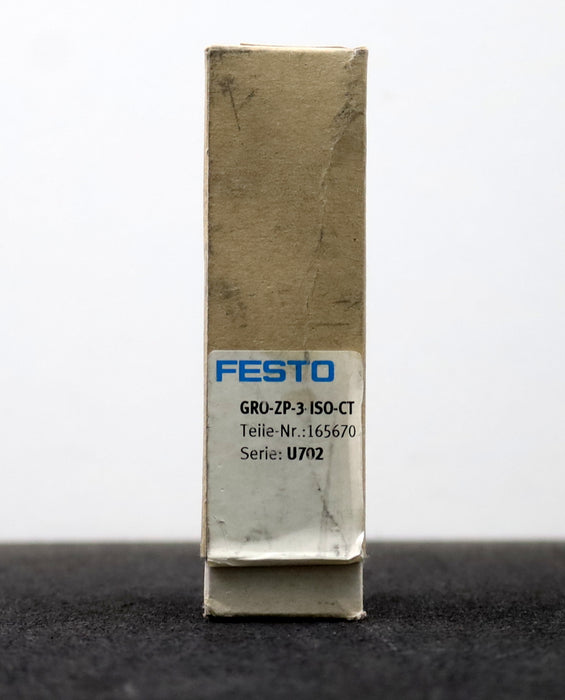 FESTO
GRO-ZP-3-ISO-CT
Teile-Nr.:165670
Serie: U702